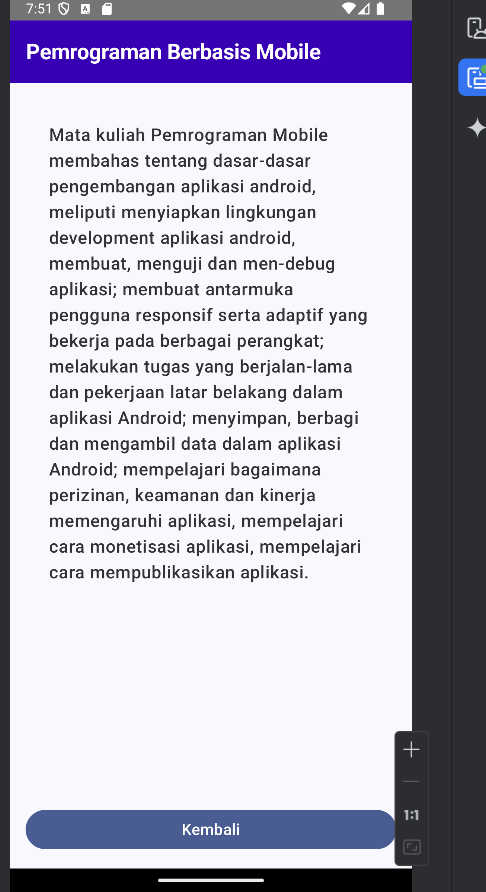 7:51
Pemrograman Berbasis Mobile
Mata kuliah Pemrograman Mobile
membahas tentang dasar-dasar
pengembangan aplikasi android,
meliputi menyiapkan lingkungan
development aplikasi android,
membuat, menguji dan men-debug
aplikasi; membuat antarmuka
pengguna responsif serta adaptif yang
bekerja pada berbagai perangkat;
melakukan tugas yang berjalan-lama
dan pekerjaan latar belakang dalam
aplikasi Android; menyimpan, berbagi
dan mengambil data dalam aplikasi
Android; mempelajari bagaimana
perizinan, keamanan dan kinerja
memengaruhi aplikasi, mempelajari
cara monetisasi aplikasi, mempelajari
cara mempublikasikan aplikasi.
1:1
Kembali